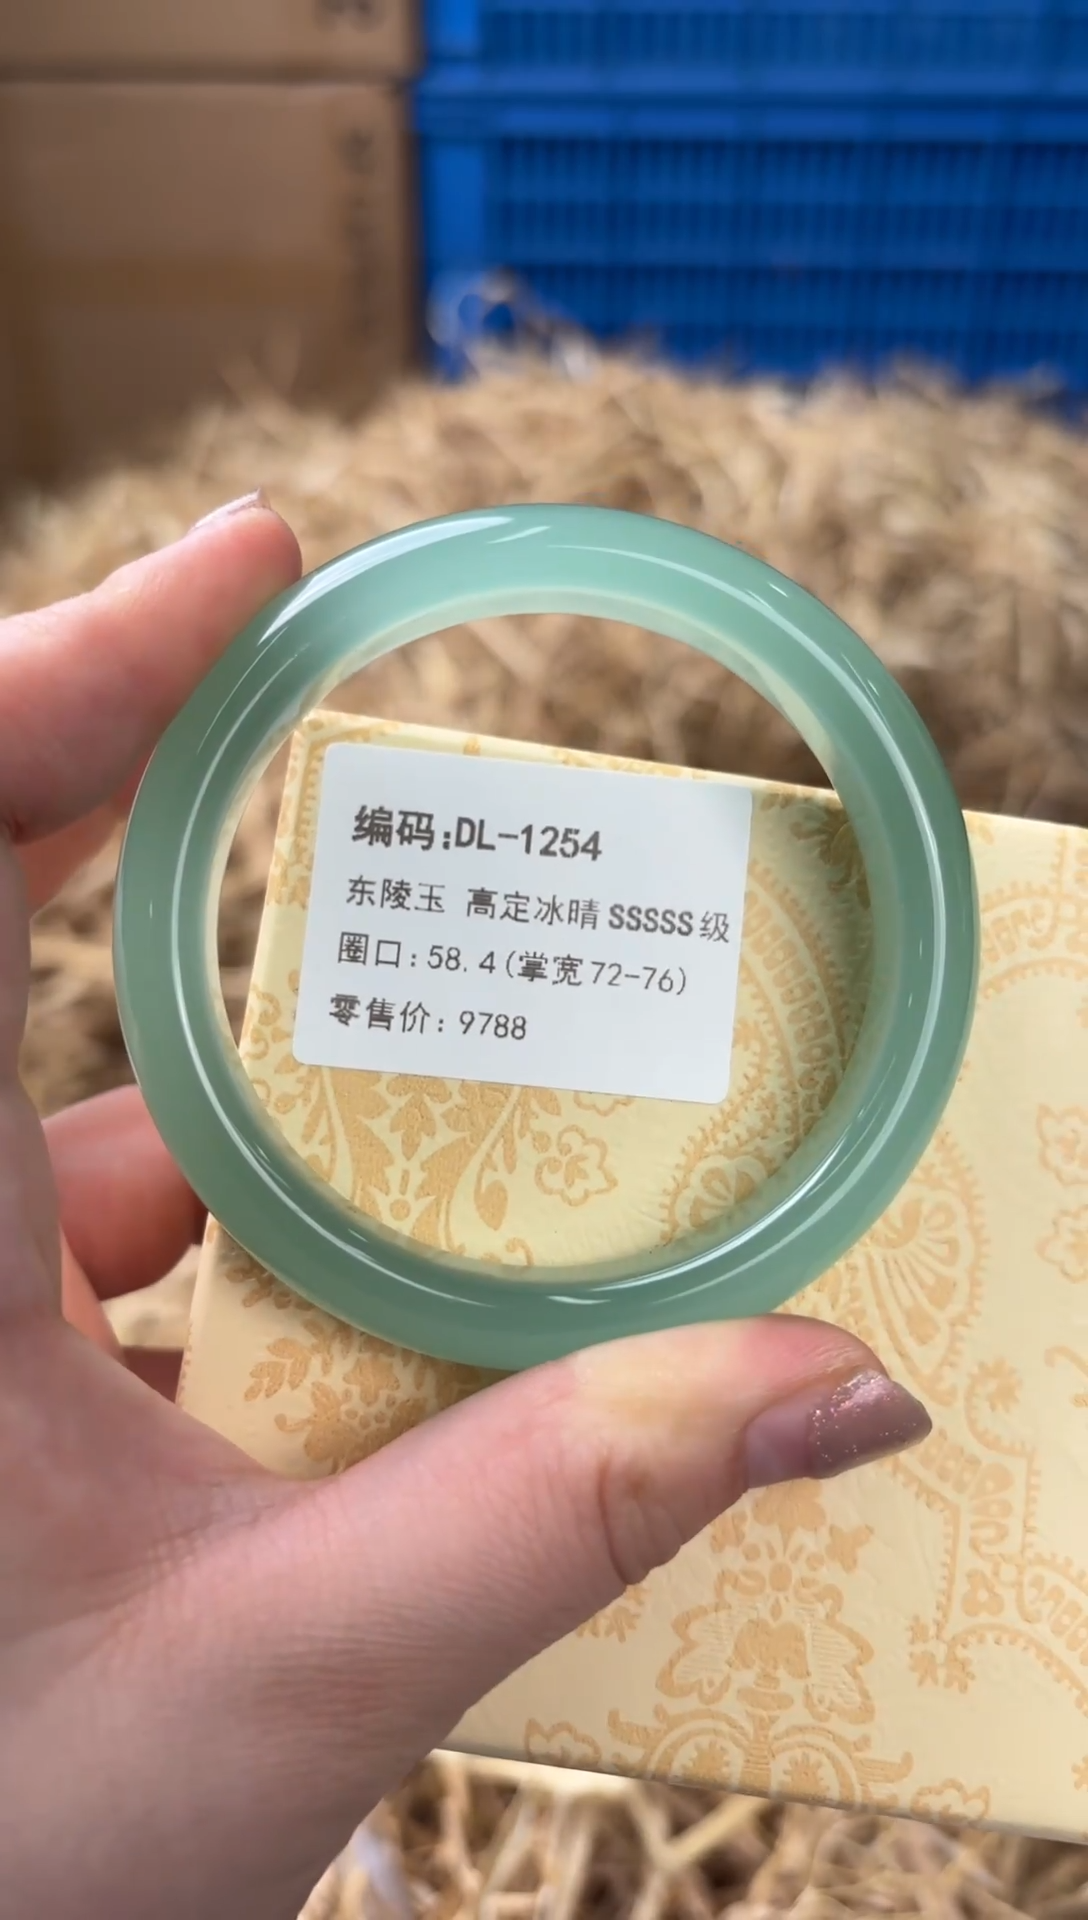 编码:DL-1254
东陵玉 高定冰晴SSSSS级
圈口:58.4(掌宽72-76)
零售价:9788